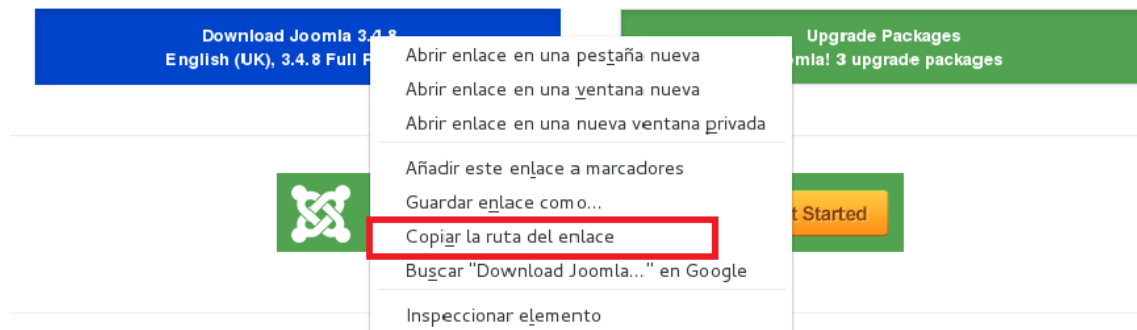 Download Joomla 3.4.8
English (UK), 3.4.8 Full
Upgrade Packages
3 upgrade packages
Abrir enlace en una pestaña nueva
Abrir enlace en una ventana nueva
Abrir enlace en una nueva ventana privada
Añadir este enlace a marcadores
Guardar enlace como...
Copiar la ruta del enlace
Buscar "Download Joomla..." en Google
Inspeccionar elemento
Started